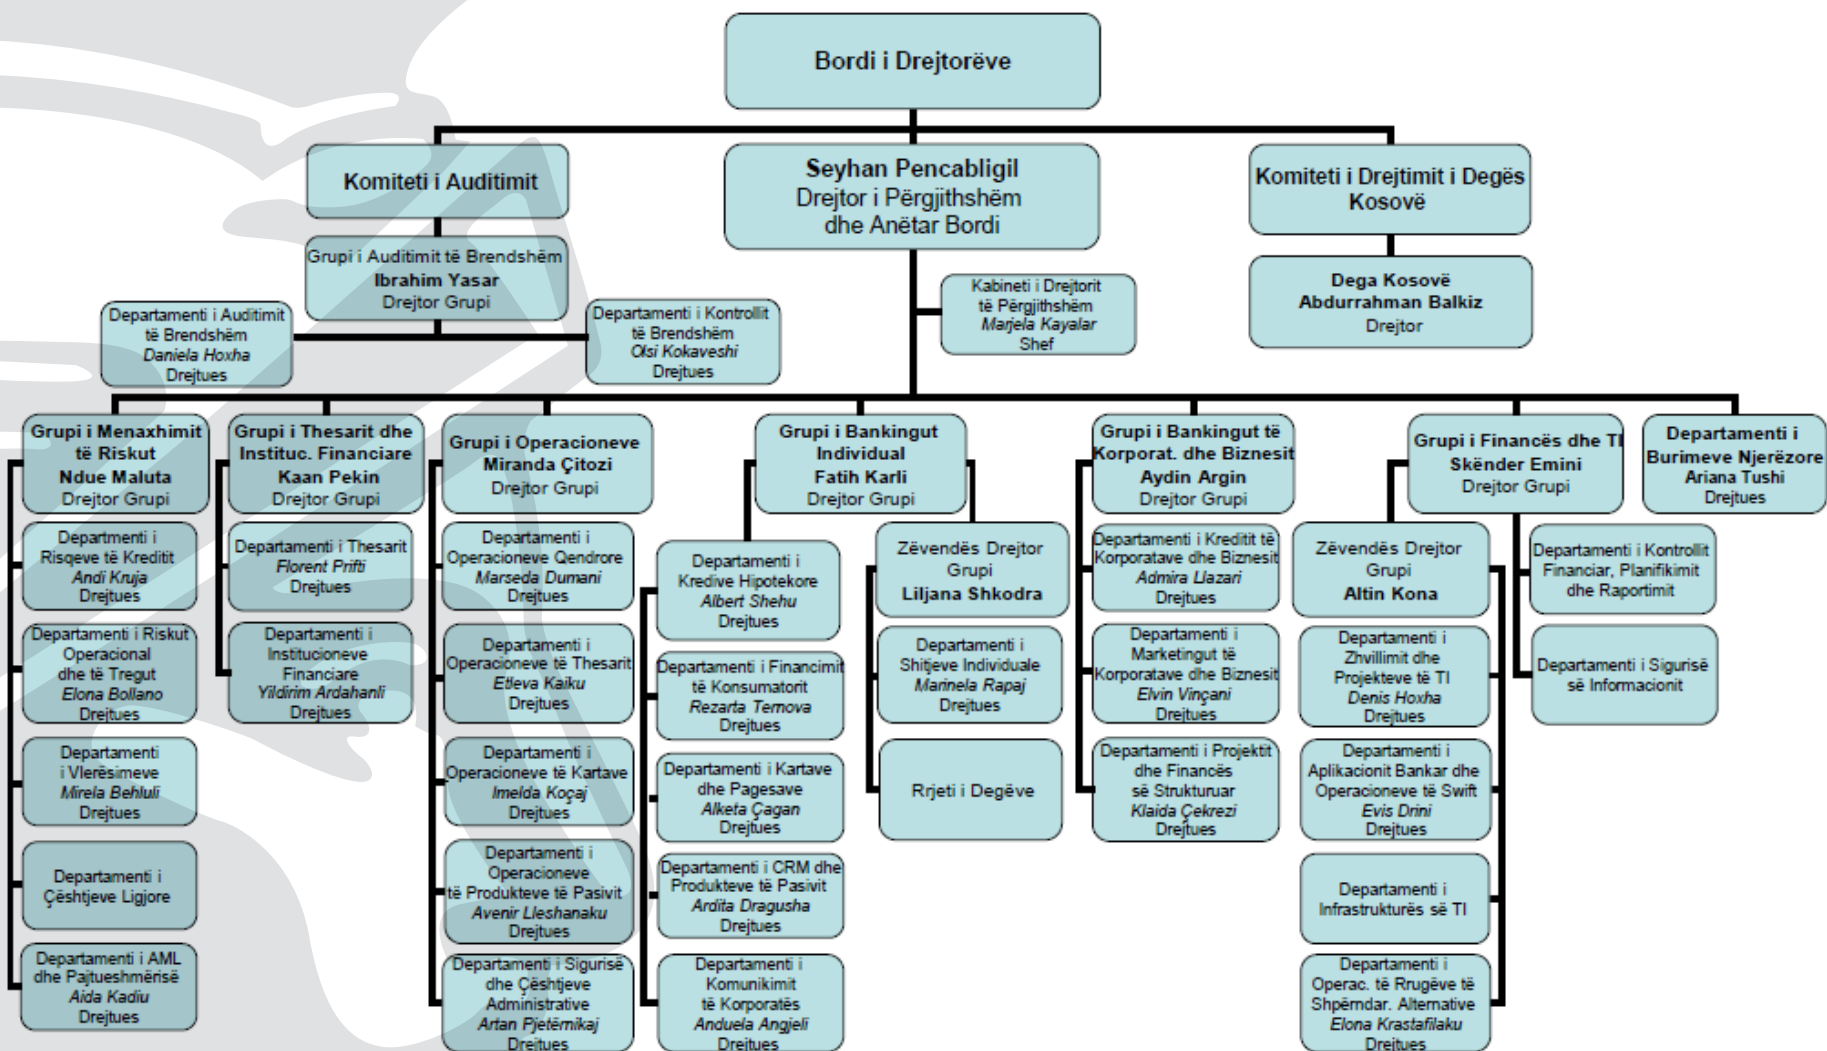 Bordi i Drejtorëve
Komiteti i Auditimit
Seyhan Pencabligil
Drejtor i Përgjithshëm
dhe Anëtar Bordi
Komiteti i Drejtimit i Degës
Kosovë
Grupi i Auditimit të Brendshëm
Ibrahim Yasar
Drejtor Grupi
Dega Kosovë
Abdurrahman Balkiz
Drejtor
Departamenti i Auditimit
të Brendshëm
Daniela Hoxha
Drejtues
Departamenti i Kontrollit
të Brendshëm
Olsi Kokaveshi
Drejtues
Kabineti i Drejtorit
të Përgjithshëm
Marjela Kayalar
Shef
Grupi i Menaxhimit
të Riskut
Ndue Maluta
Drejtor Grupi
Departmenti i
Risqeve të Kreditit
Andi Kruja
Drejtues
Departamenti i Riskut
Operacional
dhe të Tregut
Elona Bollano
Drejtues
Departamenti
i Vlerësimeve
Mirela Behluli
Drejtues
Departamenti i
Çështjeve Ligjore
Departamenti i AML
dhe Pajtueshmërisë
Aida Kadiu
Drejtues
Grupi i Thesarit dhe
Instituc. Financiare
Kaan Pekin
Drejtor Grupi
Departamenti i Thesarit
Florent Prifti
Drejtues
Departamenti i
Institucioneve
Financiare
Yildirim Ardahanli
Drejtues
Grupi i Operacioneve
Miranda Çitozi
Drejtor Grupi
Departamenti i
Operacioneve Qendrore
Marseda Dumani
Drejtues
Departamenti i
Operacioneve të Thesarit
Etleva Kaiku
Drejtues
Departamenti i
Operacioneve të Kartave
Imelda Koçaj
Drejtues
Departamenti i
Operacioneve
të Produkteve të Pasivit
Avenir Lleshanaku
Drejtues
Departamenti i Sigurisë
dhe Çështjeve
Administrative
Artan Pjetërnikaj
Drejtues
Grupi i Bankingut
Individual
Fatih Karli
Drejtor Grupi
Departamenti i
Kredive Hipotekore
Albert Shehu
Drejtues
Departamenti i Financimit
të Konsumatorit
Rezarta Ternova
Drejtues
Departamenti i Kartave
dhe Pagesave
Alketa Çagan
Drejtues
Departamenti i CRM dhe
Produkteve të Pasivit
Ardita Dragusha
Drejtues
Departamenti i
Komunikimit
të Korporatës
Anduela Angjeli
Drejtues
Zëvendës Drejtor
Grupi
Liljana Shkodra
Departamenti i
Shitjeve Individuale
Marinela Rapaj
Drejtues
Rrjeti i Degëve
Grupi i Bankingut të
Korporat. dhe Biznesit
Aydin Argin
Drejtor Grupi
Departamenti i Kreditit të
Korporatave dhe Biznesit
Admira Llazari
Drejtues
Departamenti i
Marketingut të
Korporatave dhe Biznesit
Elvin Vinçani
Drejtues
Departamenti i Projektit
dhe Financës
së Strukturuar
Klaida Çekrezi
Drejtues
Grupi i Financës dhe TI
Skënder Emini
Drejtor Grupi
Zëvendës Drejtor
Grupi
Altin Kona
Departamenti i
Zhvillimit dhe
Projekteve të TI
Denis Hoxha
Drejtues
Departamenti i
Aplikacionit Bankar dhe
Operacioneve të Swift
Evis Drini
Drejtues
Departamenti i
Infrastrukturës së TI
Departamenti i
Operac. të Rrugëve të
Shpërndar. Alternative
Elona Krastafilaku
Drejtues
Departamenti i Kontrollit
Financiar, Planifikimit
dhe Raportimit
Departamenti i Sigurisë
së Informacionit
Departamenti i
Burimeve Njerëzore
Ariana Tushi
Drejtues